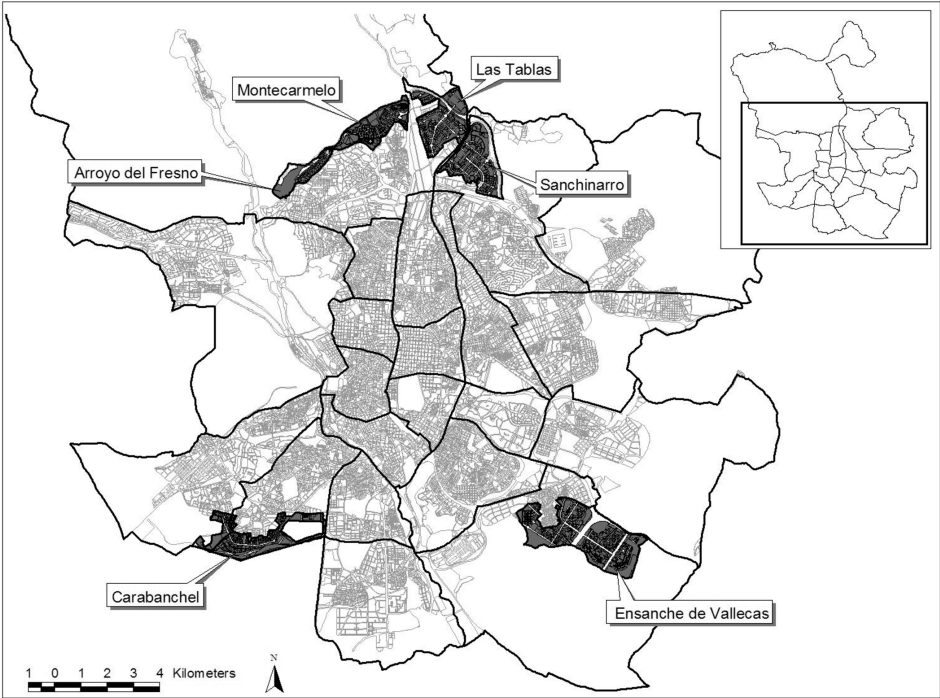 Las Tablas
Montecarmelo
Arroyo del Fresno
Sanchinarro
Carabanchel
Ensanche de Vallecas
1 0 1 2 3 4 Kilometers
N